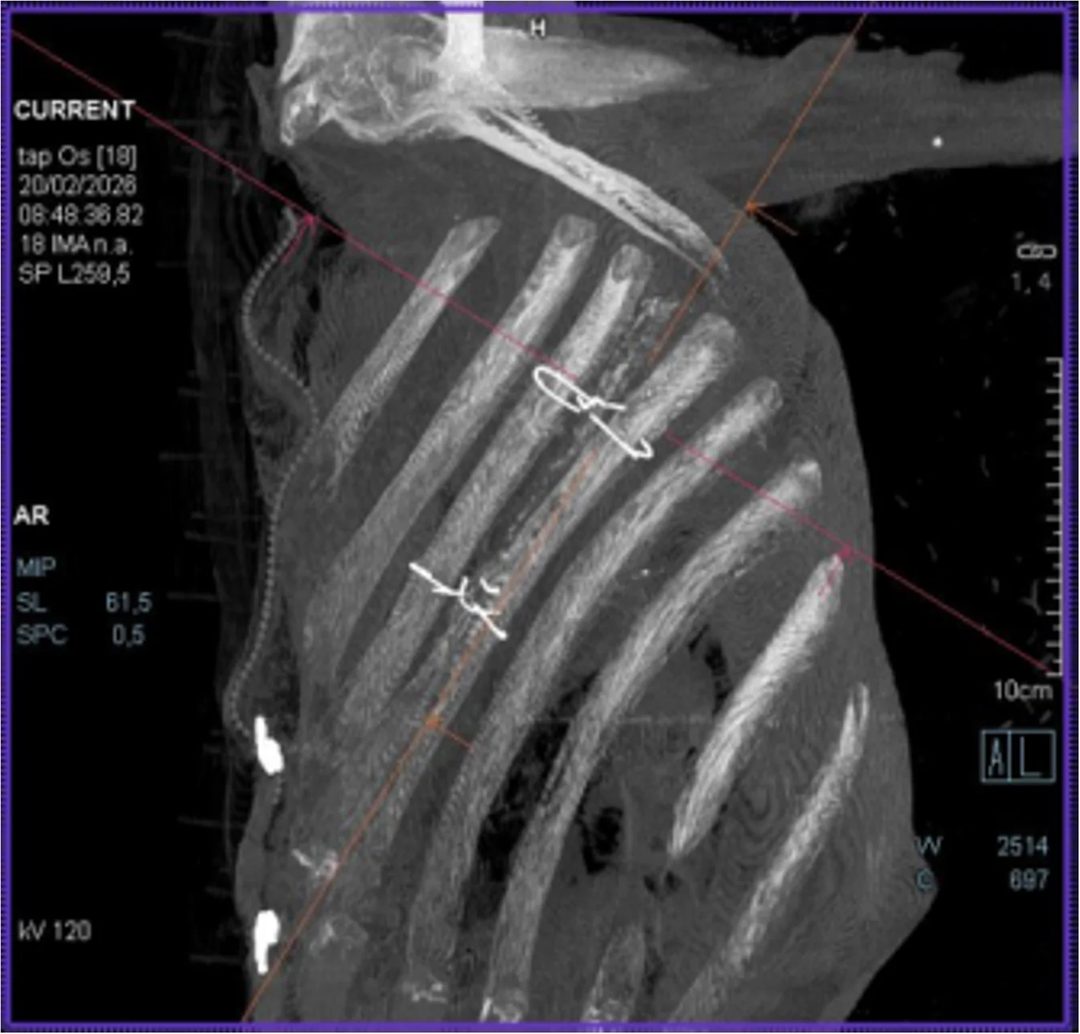 H
CURRENT
tap Os [18]
20/02/2026
08:48:36.82
18 IMA n.a.
SP L259,5
1, 4
AR
MIP
SL 61,5
SPC 0,5
10cm
A L
W 2514
C 697
kV 120